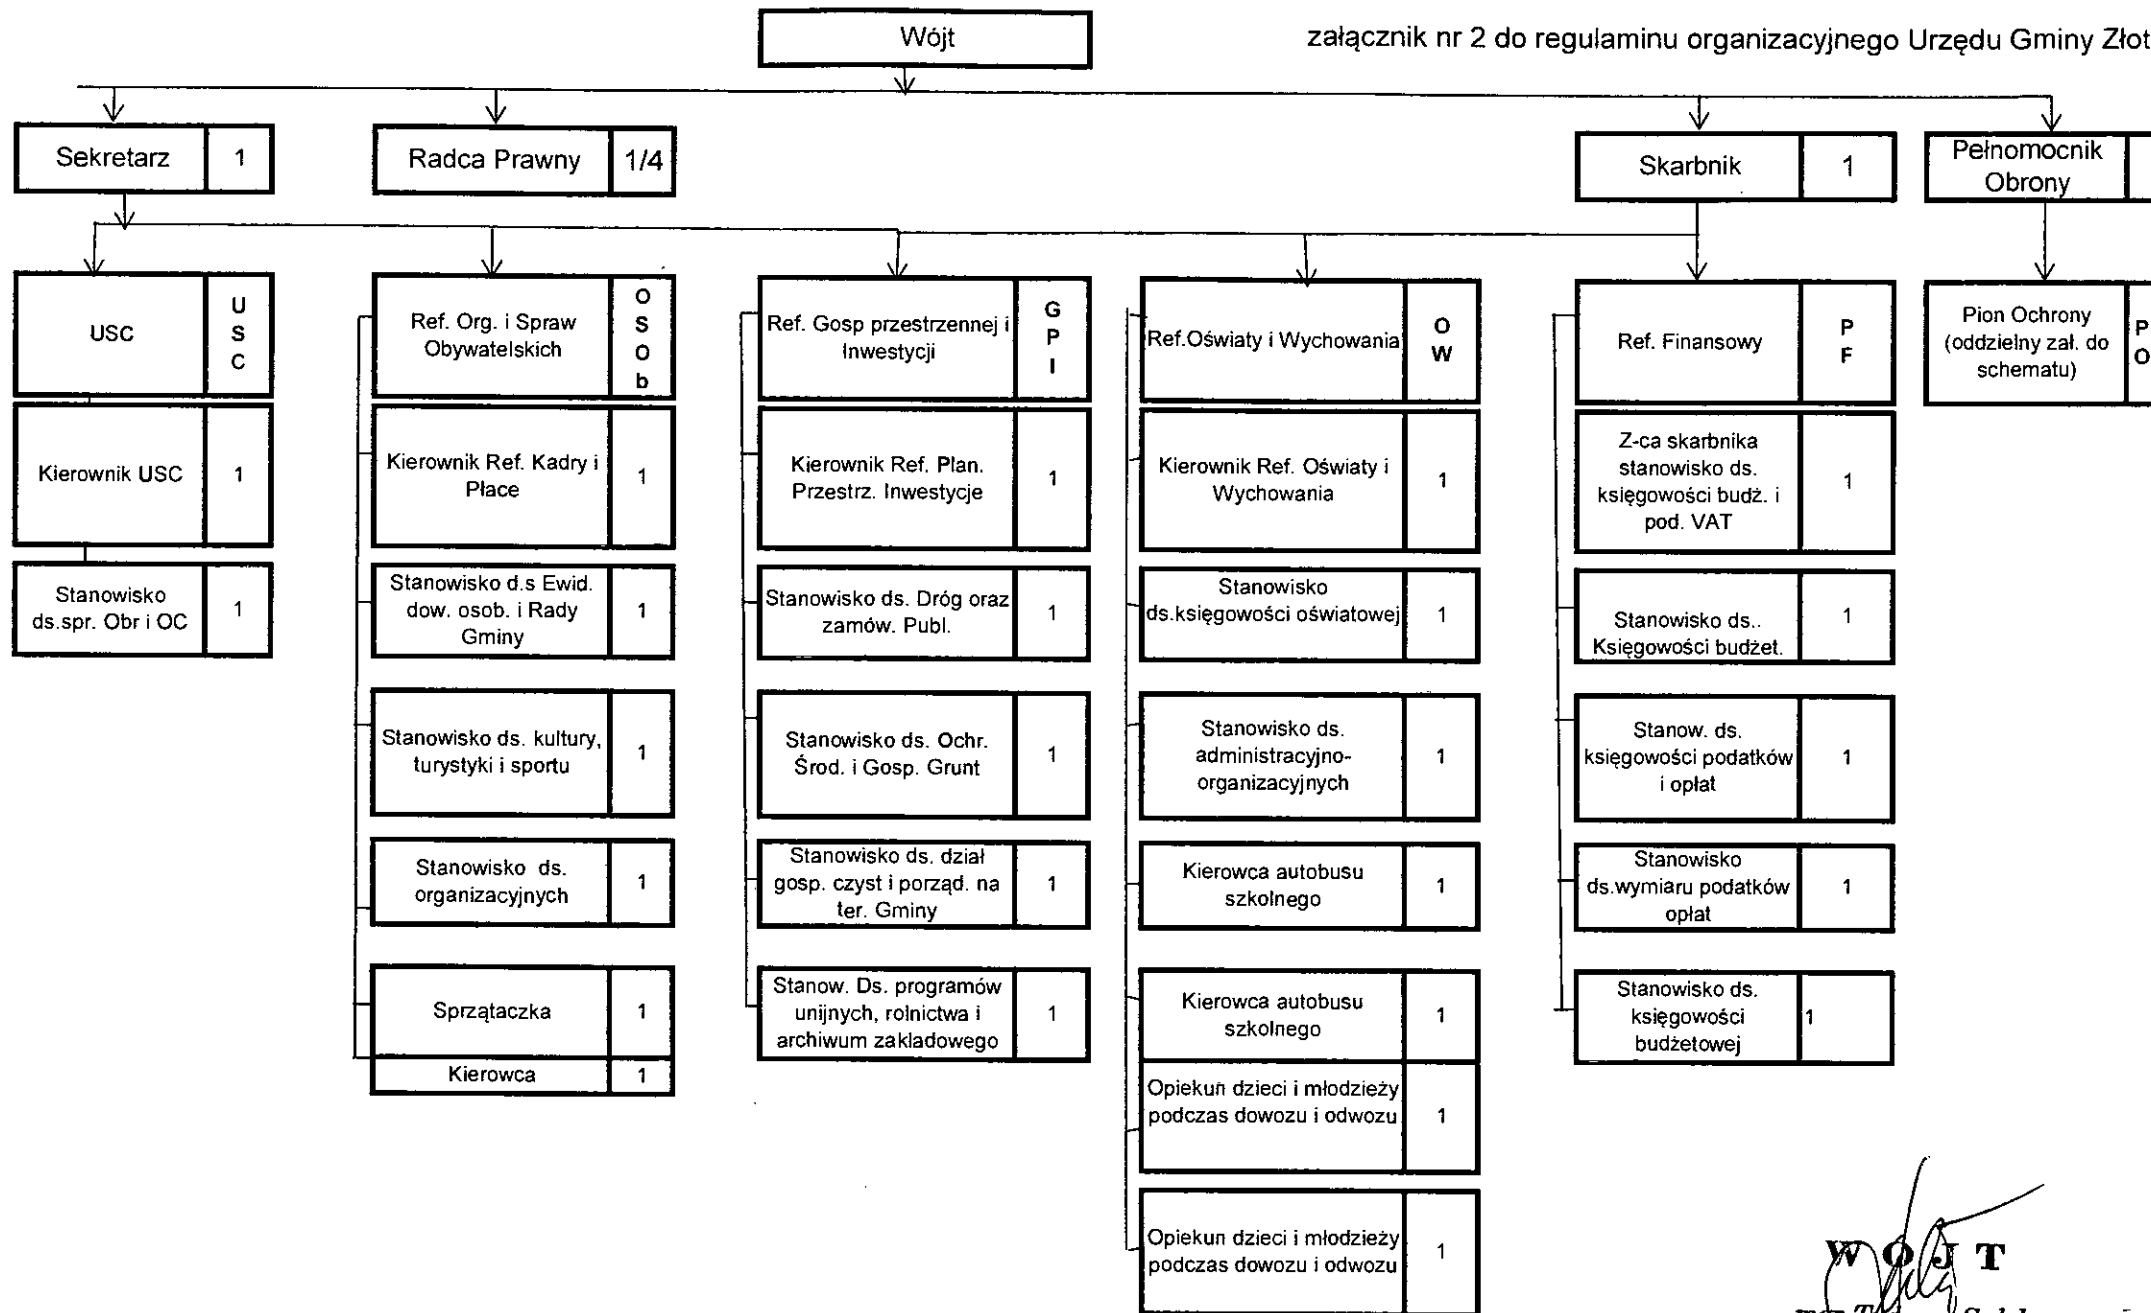 Wójt
załącznik nr 2 do regulaminu organizacyjnego Urzędu Gminy Złot
Sekretarz 1
Radca Prawny 1/4
Skarbnik 1
Pełnomocnik
Obrony
USC
U
S
C
Kierownik USC 1
Stanowisko
ds.spr. Obr i OC 1
Ref. Org. i Spraw
Obywatelskich
O
S
O
b
Kierownik Ref. Kadry i
Płace 1
Stanowisko d.s Ewid.
dow. osob. i Rady
Gminy 1
Stanowisko ds. kultury,
turystyki i sportu 1
Stanowisko ds.
organizacyjnych 1
Sprzątaczka 1
Kierowca 1
Ref. Gosp przestrzennej i
Inwestycji
G
P
I
Kierownik Ref. Plan.
Przestrz. Inwestycje 1
Stanowisko ds. Dróg oraz
zamów. Publ. 1
Stanowisko ds. Ochr.
Środ. i Gosp. Grunt 1
Stanowisko ds. dział
gosp. czyst i porząd. na
ter. Gminy 1
Stanow. Ds. programów
unijnych, rolnictwa i
archiwum zakladowego 1
Ref.Oświaty i Wychowania
O
W
Kierownik Ref. Oświaty i
Wychowania 1
Stanowisko
ds.księgowości oświatowej 1
Stanowisko ds.
administracyjno-
organizacyjnych 1
Kierowca autobusu
szkolnego 1
Kierowca autobusu
szkolnego 1
Opiekun dzieci i młodzieży
podczas dowozu i odwozu 1
Opiekun dzieci i młodzieży
podczas dowozu i odwozu 1
Ref. Finansowy
P
F
Z-ca skarbnika
stanowisko ds.
księgowości budż. i
pod. VAT 1
Stanowisko ds..
Księgowości budżet. 1
Stanow. ds.
księgowości podatków
i opłat 1
Stanowisko
ds.wymiaru podatków
opłat 1
Stanowisko ds.
księgowości
budżetowej 1
Pion Ochrony
(oddzielny zał. do
schematu)
P
O
WÓJT